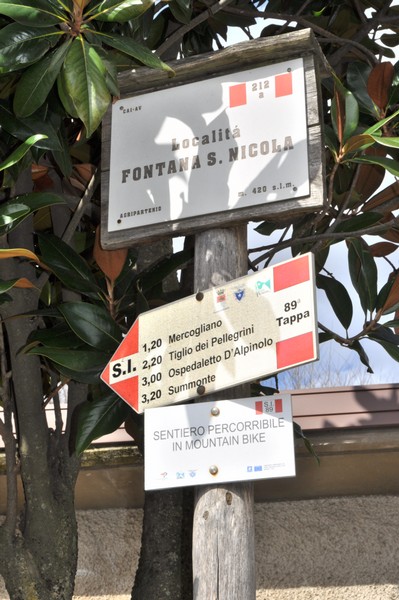 212
a
CAI-AV
Località
FONTANA S. NICOLA
m. 420 s.l.m.
S.I.
89ª
Tappa
1,20 Mercogliano
2,20 Tiglio dei Pellegrini
3,00 Ospedaletto D'Alpinolo
3,20 Summonte
S.I.
89
SENTIERO PERCORRIBILE
IN MOUNTAIN BIKE